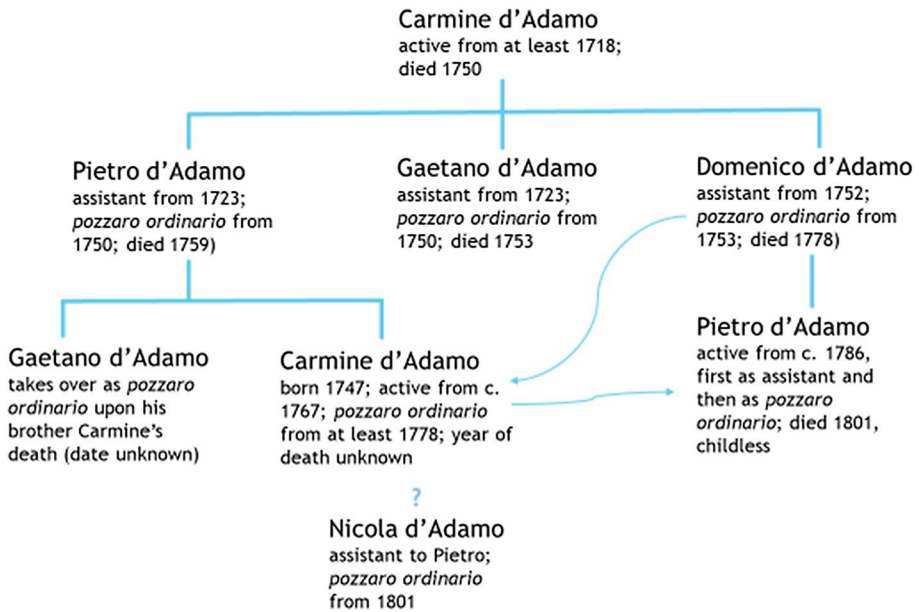 Carmine d’Adamo
active from at least 1718;
died 1750
Pietro d’Adamo
assistant from 1723;
pozzaro ordinario from
1750; died 1759)
Gaetano d’Adamo
assistant from 1723;
pozzaro ordinario from
1750; died 1753
Domenico d’Adamo
assistant from 1752;
pozzaro ordinario from
1753; died 1778)
Gaetano d’Adamo
takes over as pozzaro
ordinario upon his
brother Carmine’s
death (date unknown)
Carmine d’Adamo
born 1747; active from c.
1767; pozzaro ordinario
from at least 1778; year of
death unknown
Pietro d’Adamo
active from c. 1786,
first as assistant and
then as pozzaro
ordinario; died 1801,
childless
?
Nicola d’Adamo
assistant to Pietro;
pozzaro ordinario
from 1801